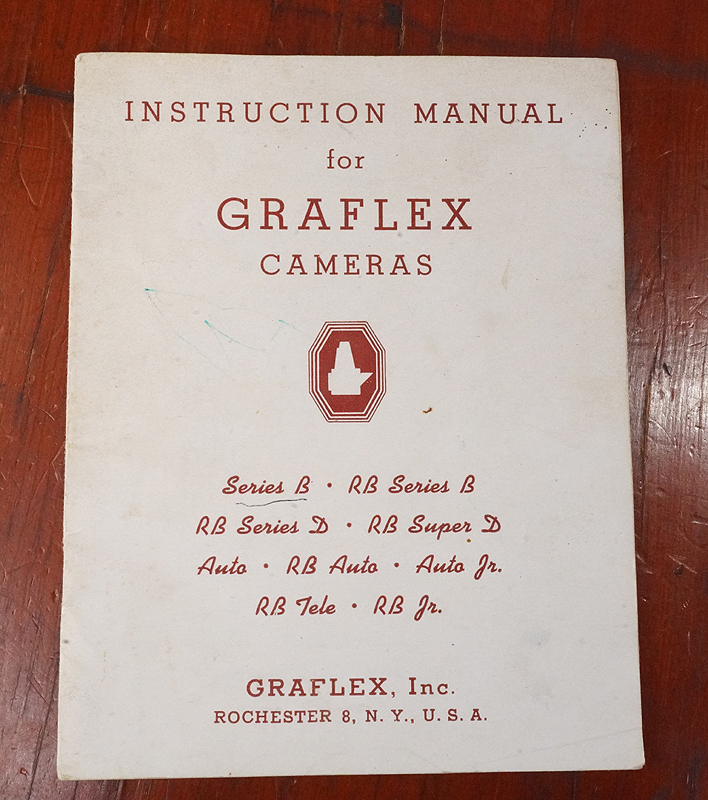 INSTRUCTION MANUAL
for
GRAFLEX
CAMERAS
Series B • RB Series B
RB Series D • RB Super D
Auto • RB Auto • Auto Jr.
RB Tele • RB Jr.
GRAFLEX, Inc.
ROCHESTER 8, N. Y., U. S. A.